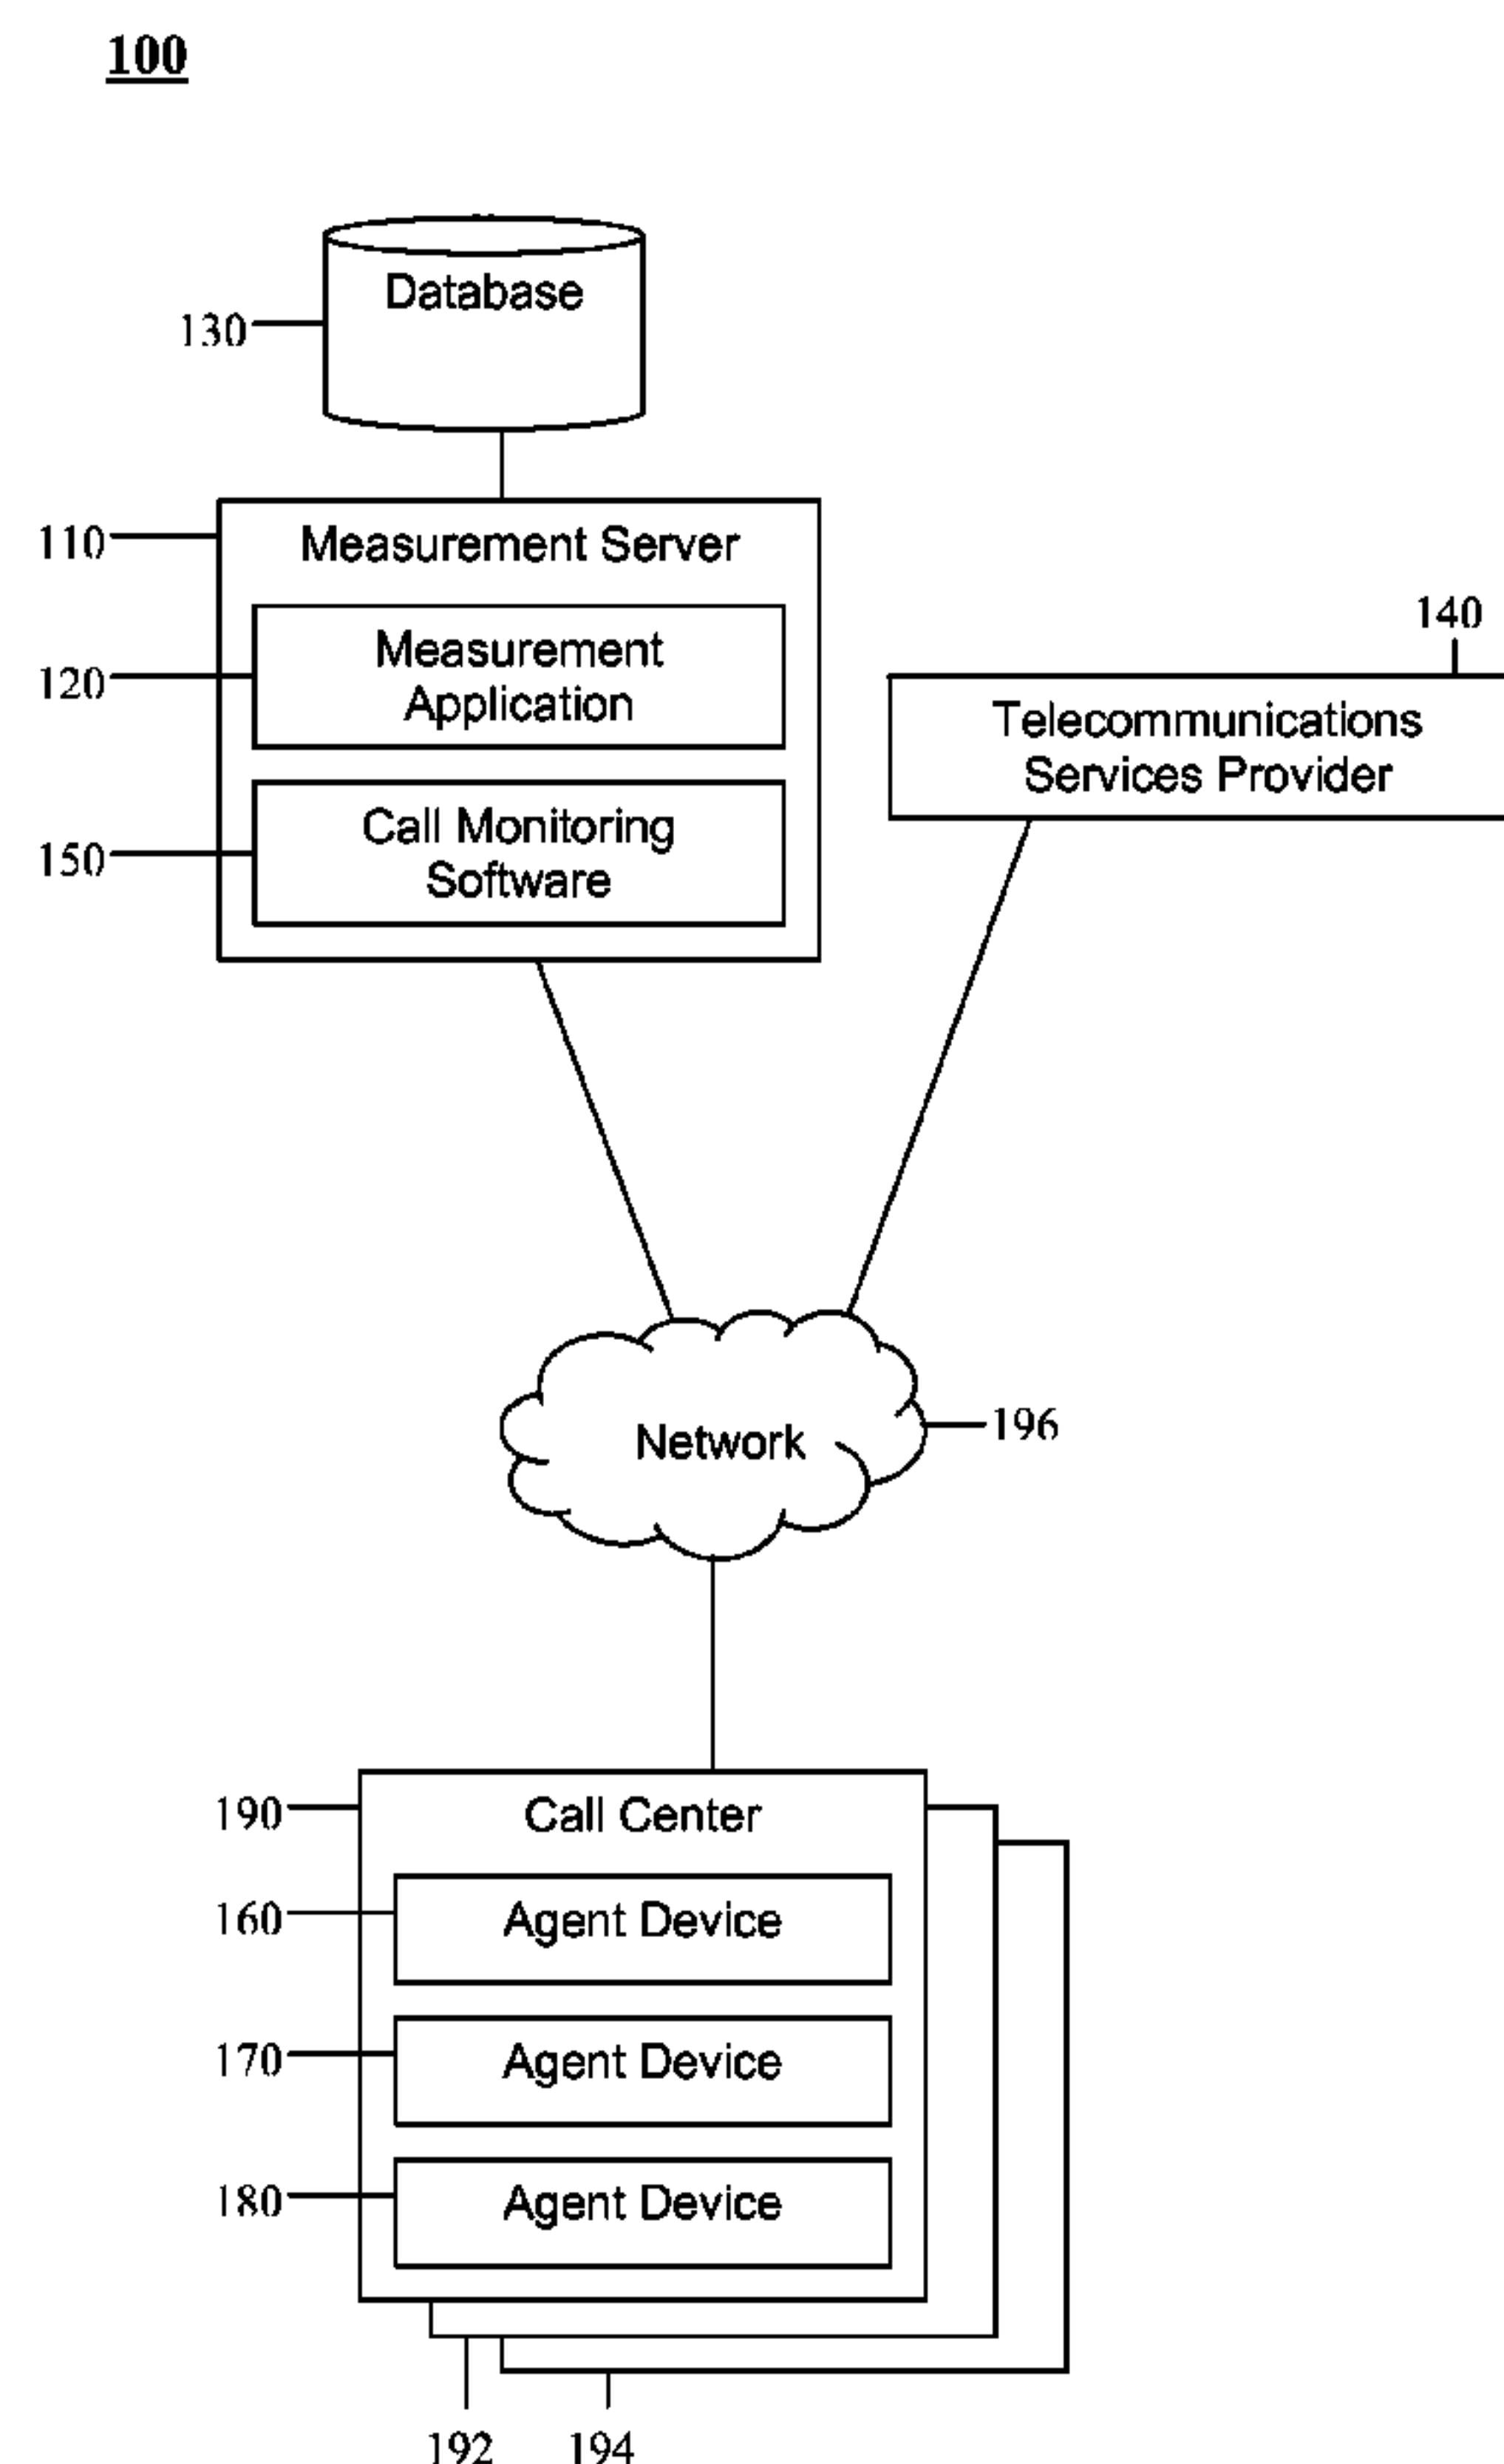 100
Database
130
110
Measurement Server
120
Measurement
Application
150
Call Monitoring
Software
140
Telecommunications
Services Provider
Network
196
190
Call Center
160
Agent Device
170
Agent Device
180
Agent Device
192
194